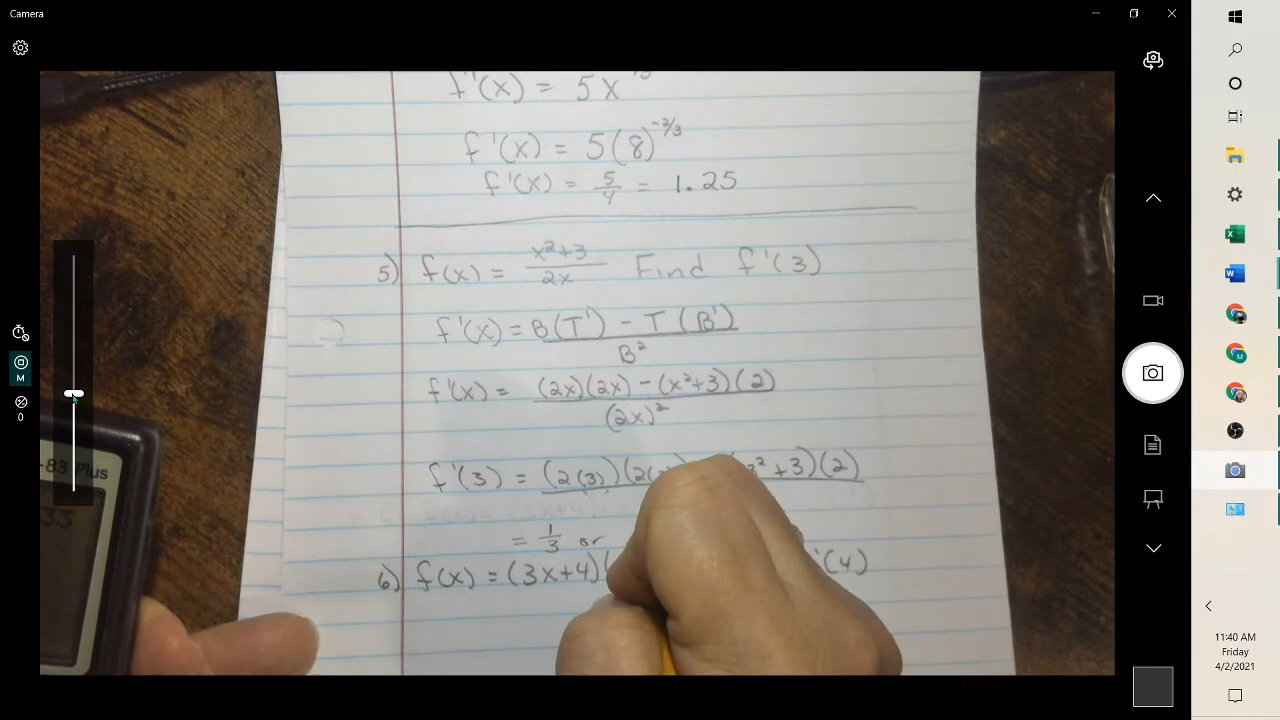 Camera
f'(x) = 5x
f'(x) = 5(8)^-2/3
f'(x) = 5/4 = 1.25
5) f(x) = x²+3 / 2x Find f'(3)
f'(x) = B(T') - T(B') / B²
f'(x) = (2x)(2x) - (x²+3)(2) / (2x)²
f'(3) = (2(3))(2( ² + 3)(2)
= 1/3 or
6) f(x) = (3x+4)( '(4)
-83 Plus
M
0
11:40 AM
Friday
4/2/2021